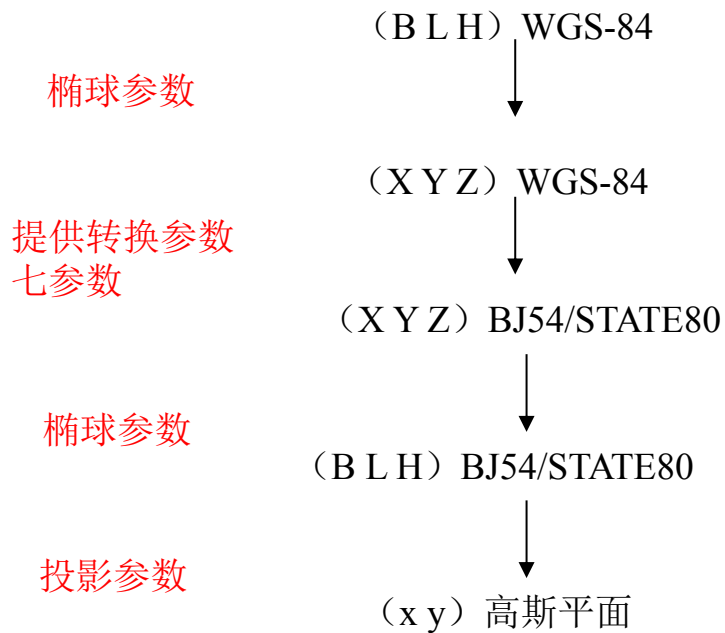 （B L H）WGS-84
椭球参数
（X Y Z）WGS-84
提供转换参数
七参数
（X Y Z）BJ54/STATE80
椭球参数
（B L H）BJ54/STATE80
投影参数
（x y）高斯平面